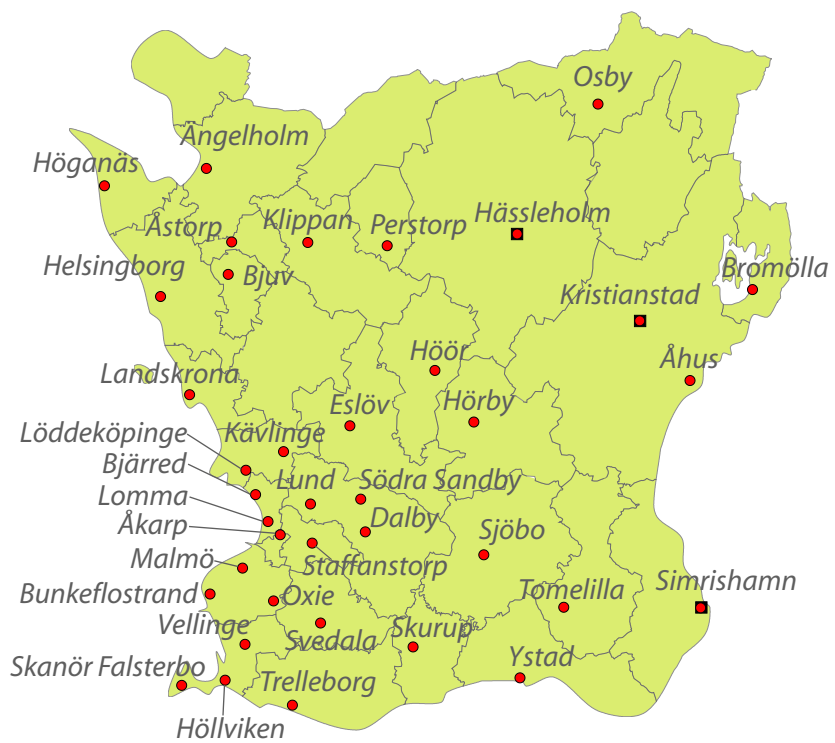 Osby
Ängelholm
Höganäs
Åstorp
Klippan
Perstorp
Hässleholm
Helsingborg
Bjuv
Bromölla
Kristianstad
Höör
Åhus
Landskrona
Eslöv
Hörby
Löddeköpinge
Kävlinge
Bjärred
Lund
Södra Sandby
Lomma
Åkarp
Dalby
Sjöbo
Malmö
Staffanstorp
Bunkeflostrand
Oxie
Tomelilla
Simrishamn
Vellinge
Svedala
Skurup
Skanör Falsterbo
Trelleborg
Ystad
Höllviken